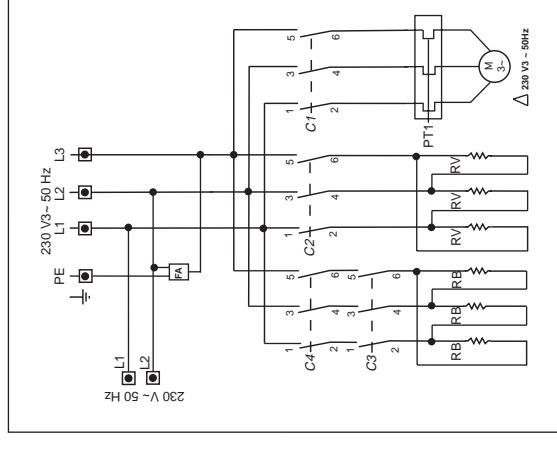 230 V3~ 50 Hz
PE L1 L2 L3
FA
L1
L2
230 V~ 50 Hz
1 3 5
C1
2 4 6
PT1
M
3~
230 V3 ~ 50Hz
1 3 5
C2
2 4 6
RV RV RV
1 3 5
C4
2 4 6
1 3 5
C3
2 4 6
RB RB RB